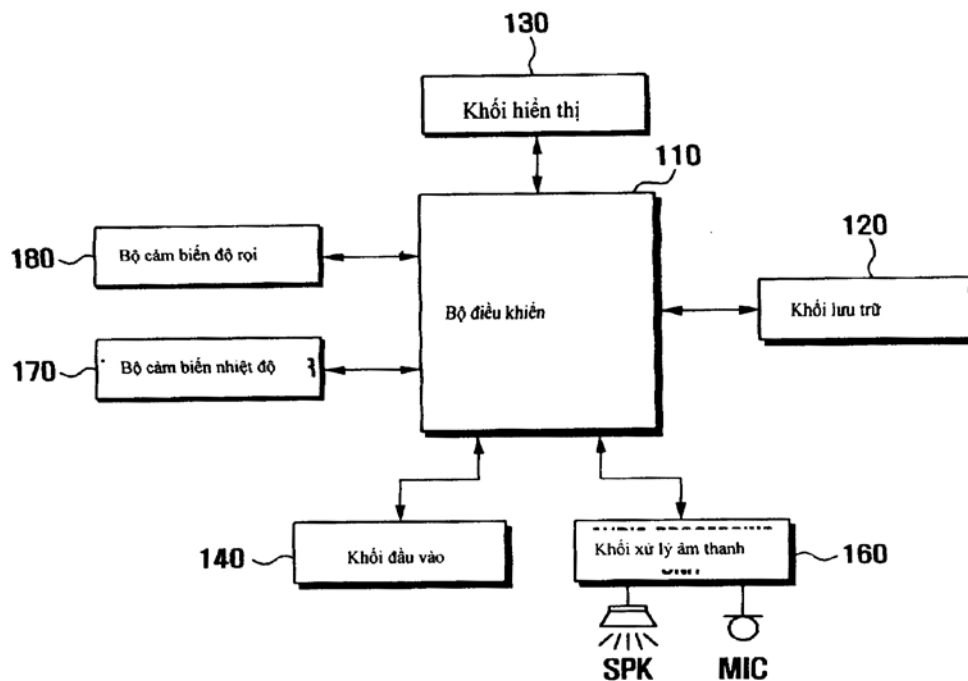 130
Khối hiển thị
110
180
Bộ cảm biến độ rọi
120
Khối lưu trữ
Bộ điều khiển
170
Bộ cảm biến nhiệt độ
140
Khối đầu vào
Khối xử lý âm thanh
160
SPK
MIC